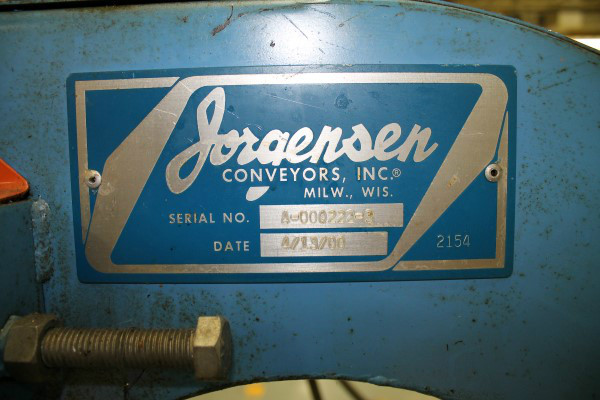 Jorgensen
CONVEYORS, INC.®
MILW., WIS.
SERIAL NO.
DATE
2154